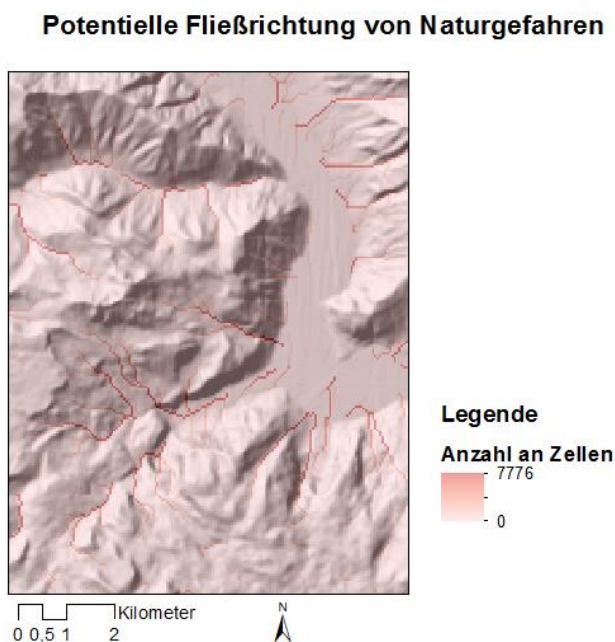 Potentielle Fließrichtung von Naturgefahren
Legende
Anzahl an Zellen
7776
0
Kilometer
0 0,5 1 2
N